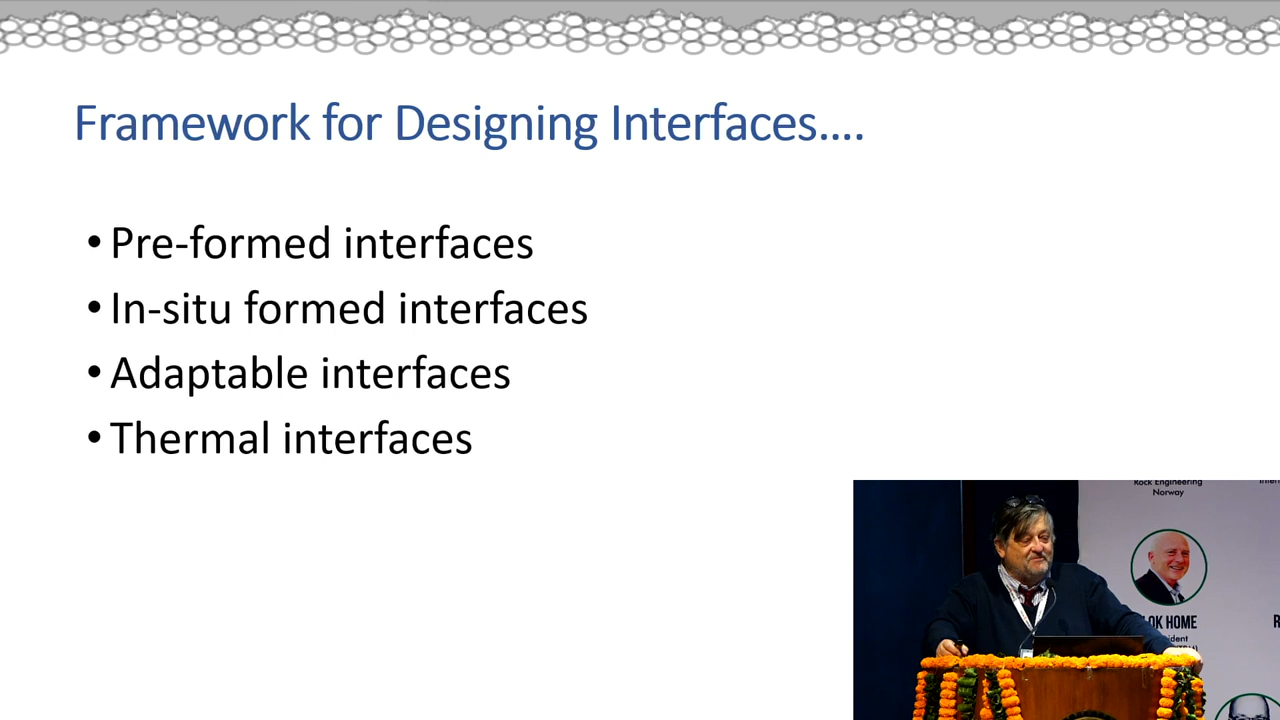 Framework for Designing Interfaces....
• Pre-formed interfaces
• In-situ formed interfaces
• Adaptable interfaces
• Thermal interfaces
Rock Engineering
Norway
OK HOME